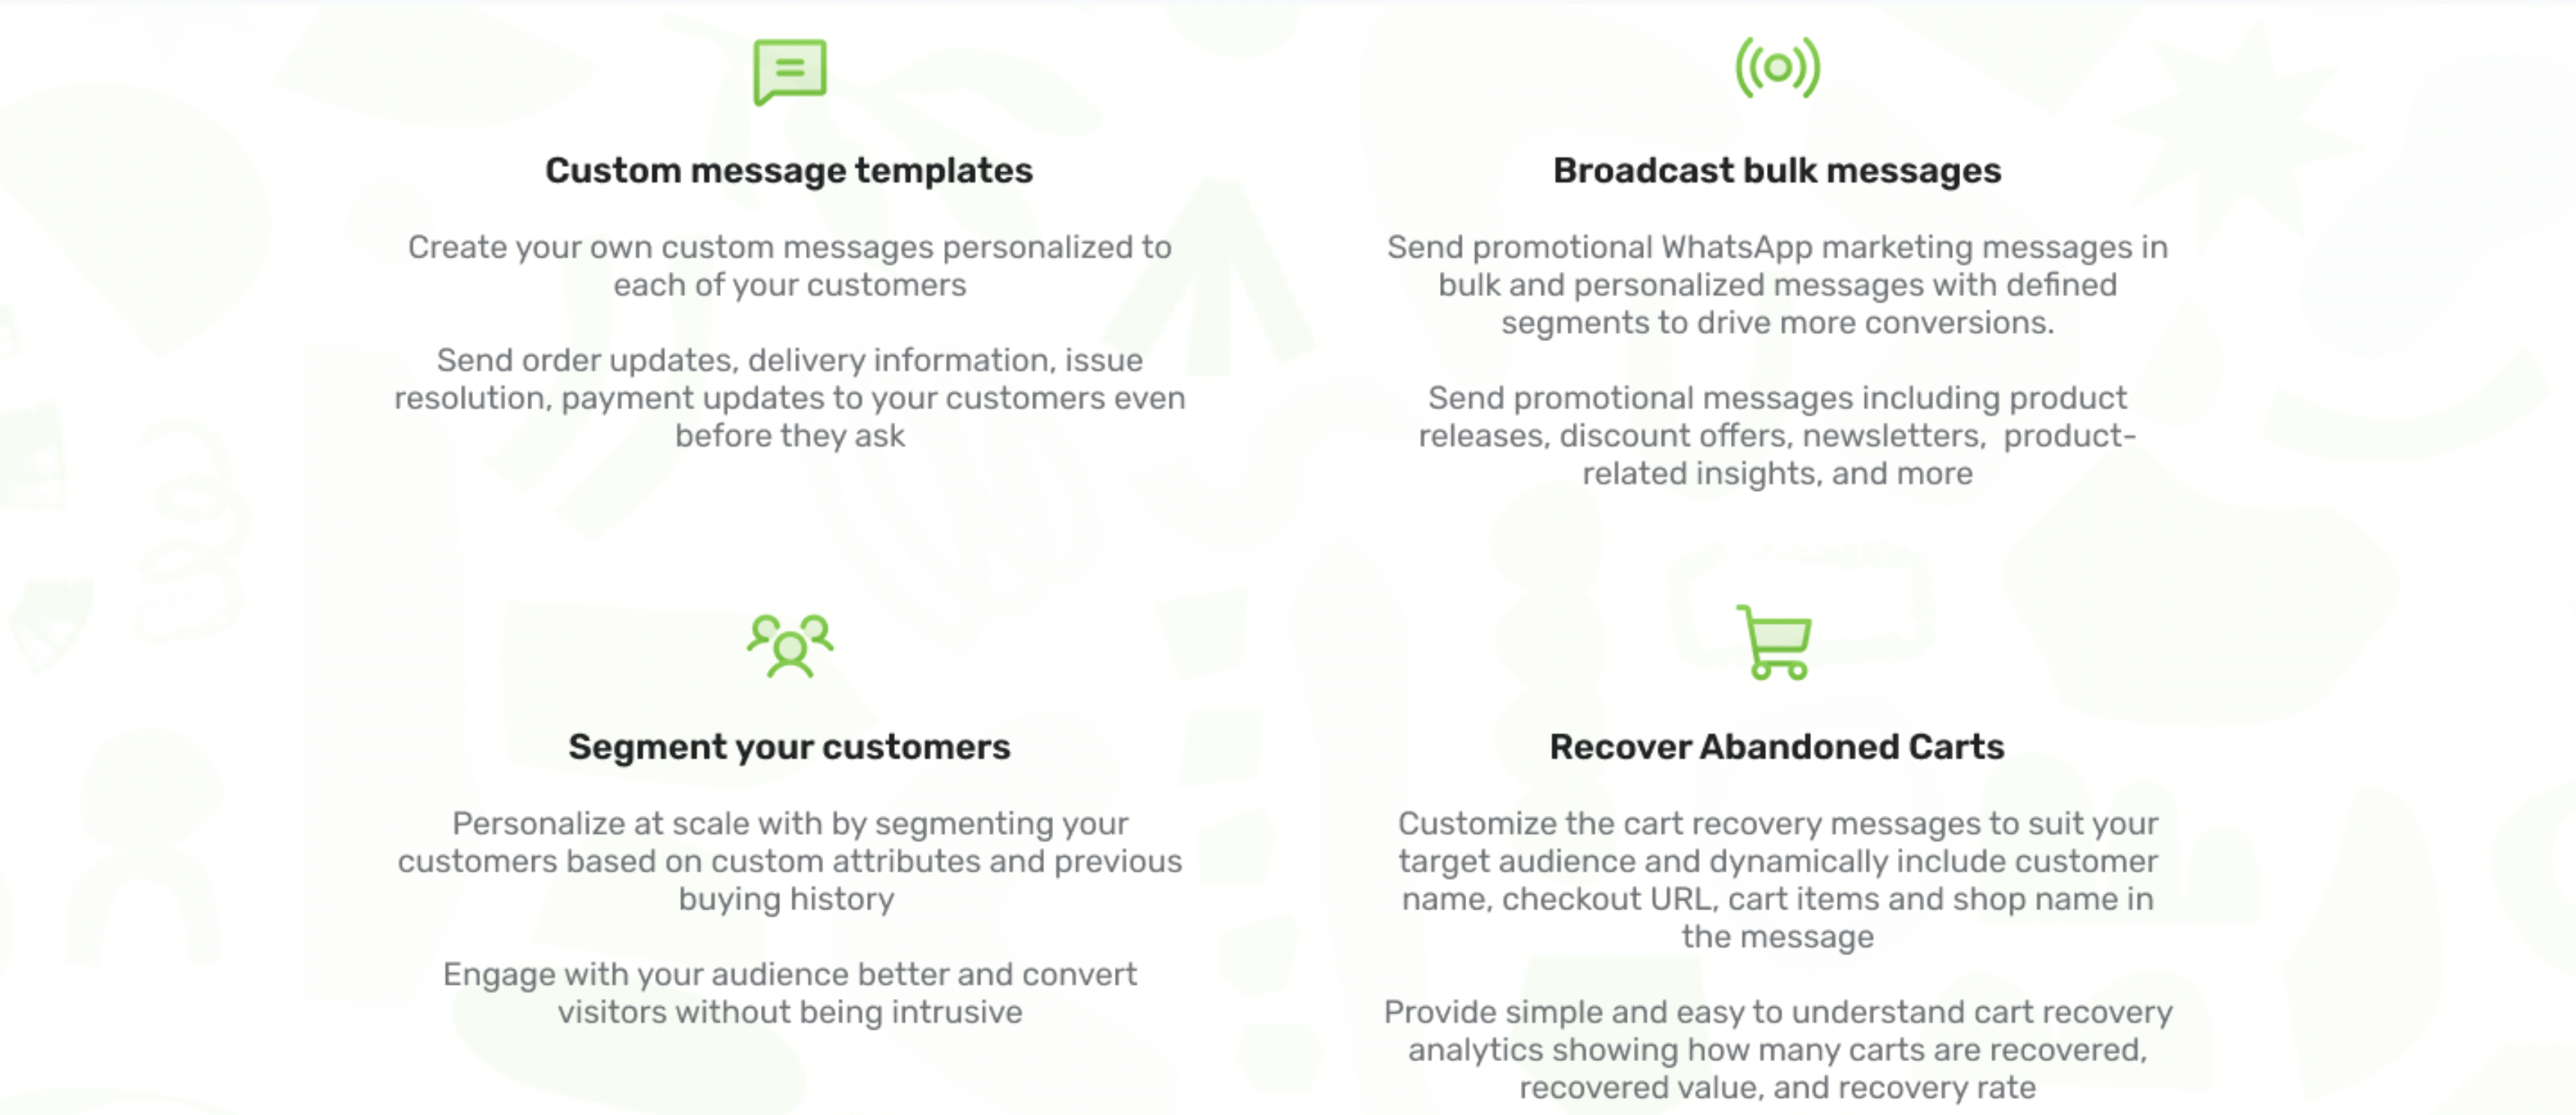 Custom message templates
Create your own custom messages personalized to
each of your customers
Send order updates, delivery information, issue
resolution, payment updates to your customers even
before they ask
Broadcast bulk messages
Send promotional WhatsApp marketing messages in
bulk and personalized messages with defined
segments to drive more conversions.
Send promotional messages including product
releases, discount offers, newsletters,  product-
related insights, and more
Segment your customers
Personalize at scale with by segmenting your
customers based on custom attributes and previous
buying history
Engage with your audience better and convert
visitors without being intrusive
Recover Abandoned Carts
Customize the cart recovery messages to suit your
target audience and dynamically include customer
name, checkout URL, cart items and shop name in
the message
Provide simple and easy to understand cart recovery
analytics showing how many carts are recovered,
recovered value, and recovery rate